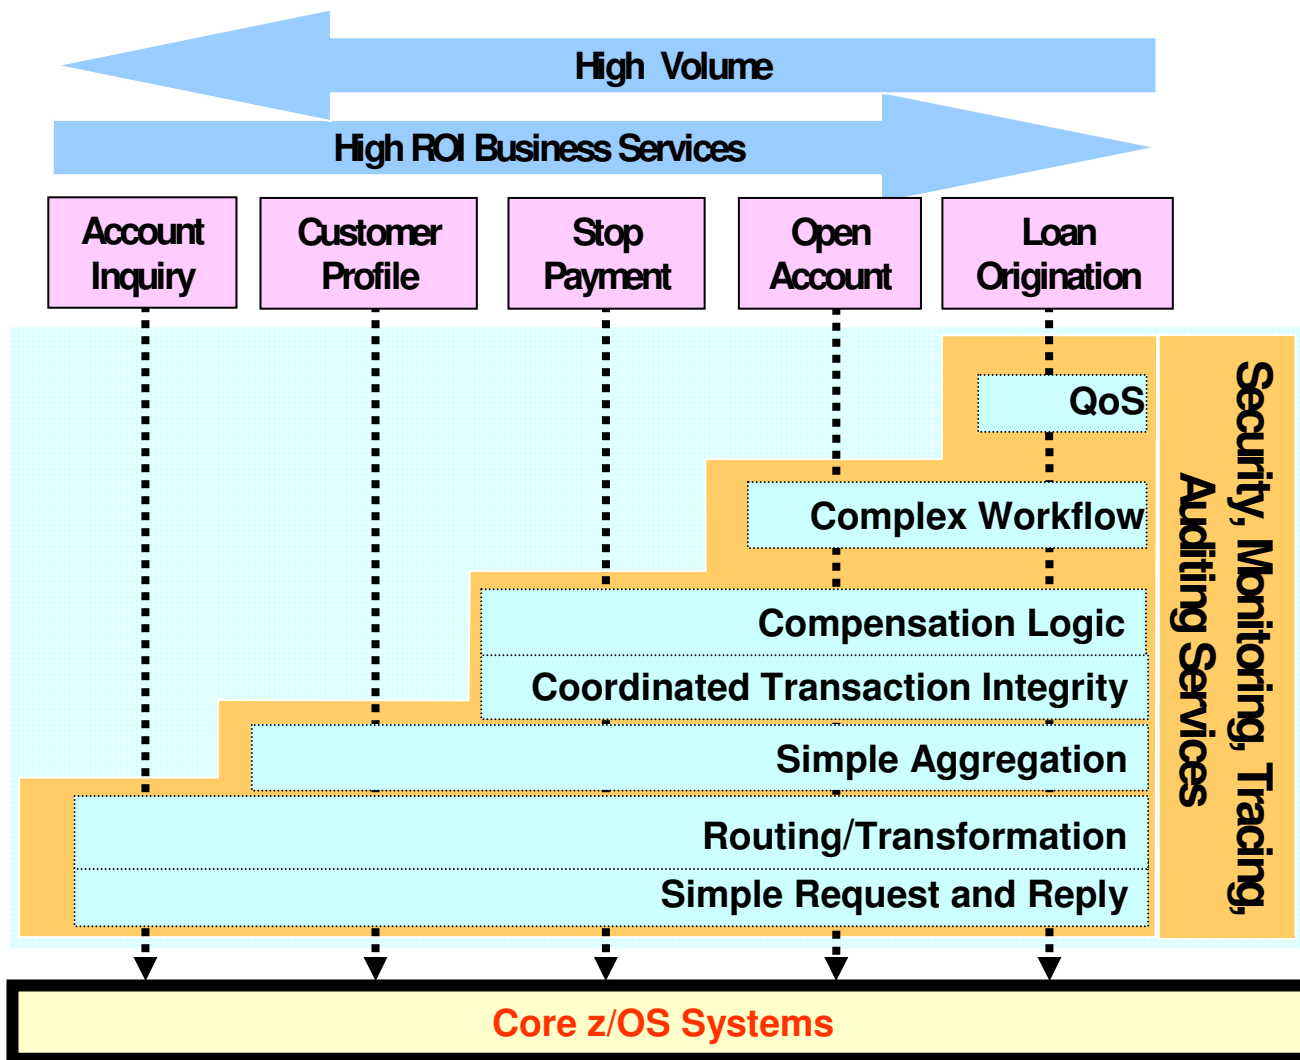 High Volume
High ROI Business Services
Account
Inquiry
Customer
Profile
Stop
Payment
Open
Account
Loan
Origination
QoS
Complex Workflow
Compensation Logic
Coordinated Transaction Integrity
Simple Aggregation
Routing/Transformation
Simple Request and Reply
Security, Monitoring, Tracing,
Auditing Services
Core z/OS Systems